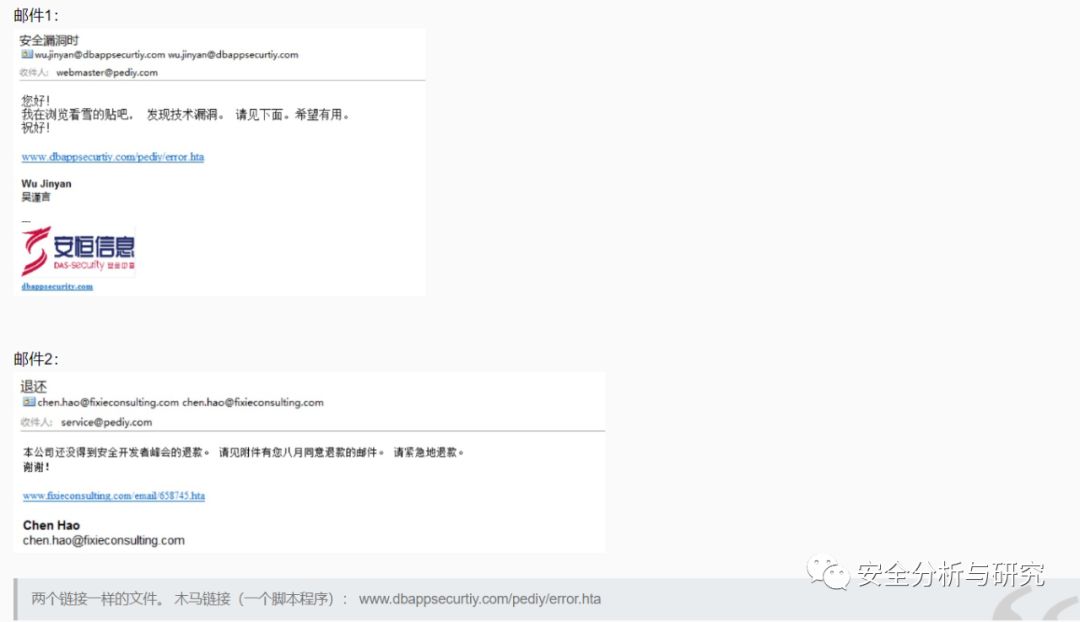 邮件1：
安全漏洞时
wu.jinyan@dbappsecurtiy.com wu.jinyan@dbappsecurtiy.com
收件人： webmaster@pediy.com
您好！
我在浏览看雪的贴吧， 发现技术漏洞。 请见下面。希望有用。
祝好！
www.dbappsecurtiy.com/pediy/error.hta
Wu Jinyan
吴谨言
—
安恒信息
DAS-security
dbappsecurity.com
邮件2：
退还
chen.hao@fixieconsulting.com chen.hao@fixieconsulting.com
收件人： service@pediy.com
本公司还没得到安全开发者峰会的退款。 请见附件有您八月同意退款的邮件。 请紧急地退款。
谢谢！
www.fixieconsulting.com/email/658745.hta
Chen Hao
chen.hao@fixieconsulting.com
安全分析与研究
两个链接一样的文件。 木马链接（一个脚本程序）： www.dbappsecurtiy.com/pediy/error.hta